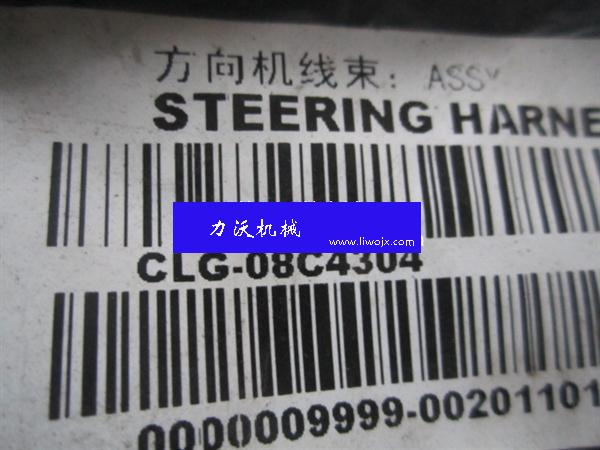 方向机线束： ASSY
STEERING HARNE
力沃机械
www.liwojx.com
CLG-08C4304
0000009999-00201101